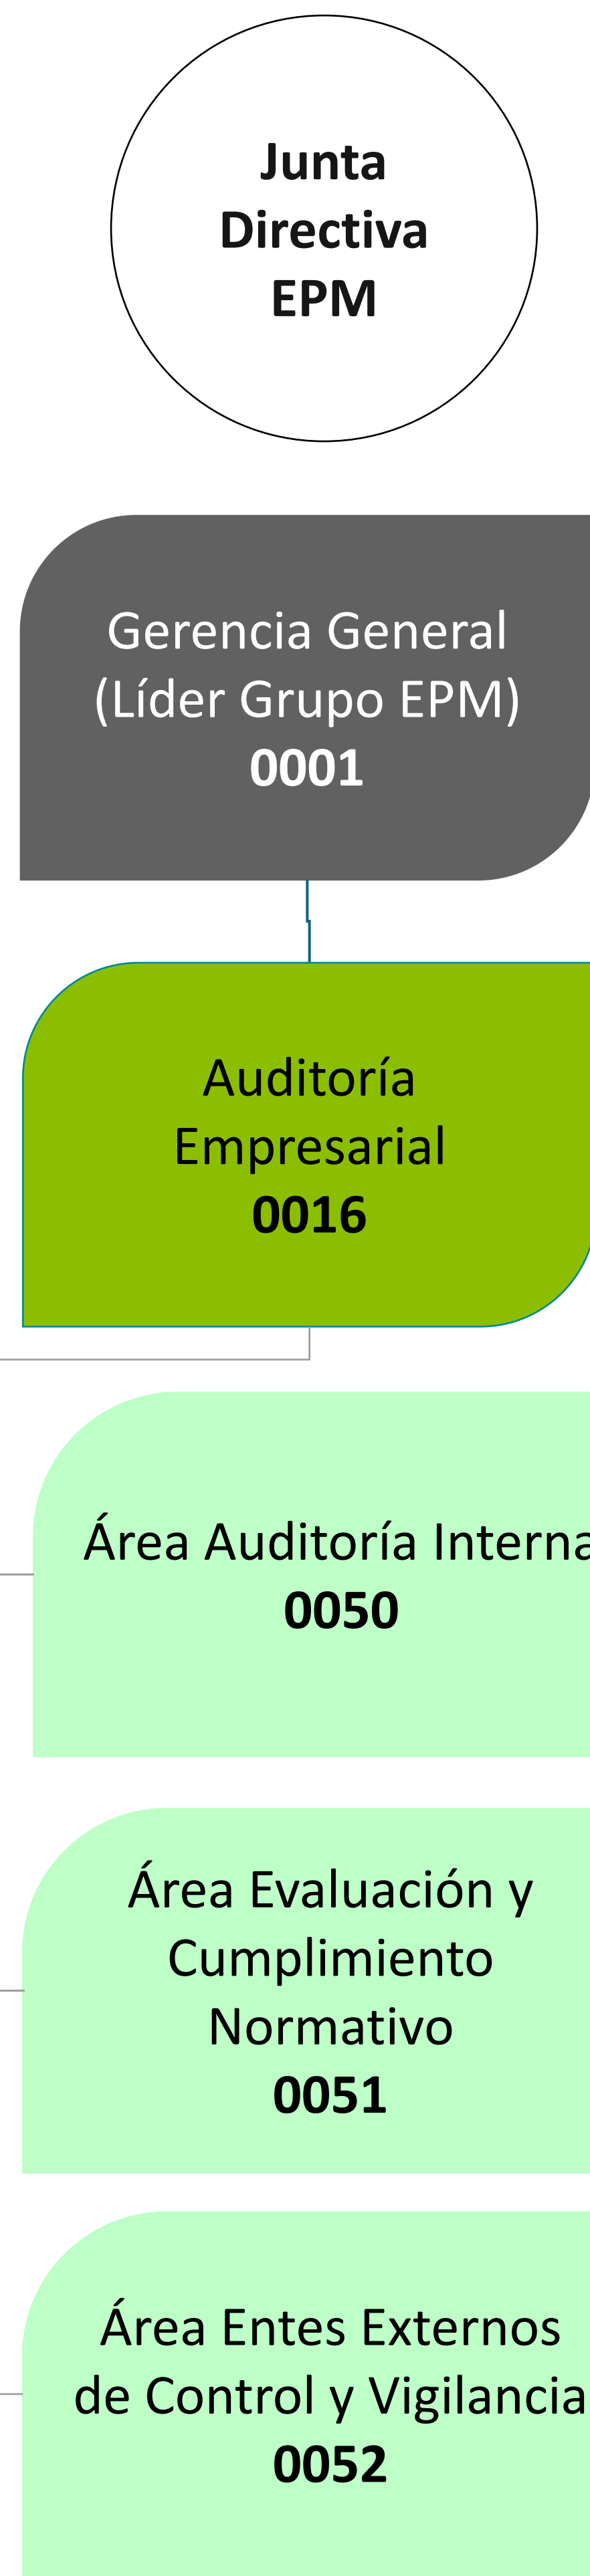 Junta
Directiva
EPM
Gerencia General
(Líder Grupo EPM)
0001
Auditoría
Empresarial
0016
Área Auditoría Interna
0050
Área Evaluación y
Cumplimiento
Normativo
0051
Área Entes Externos
de Control y Vigilancia
0052